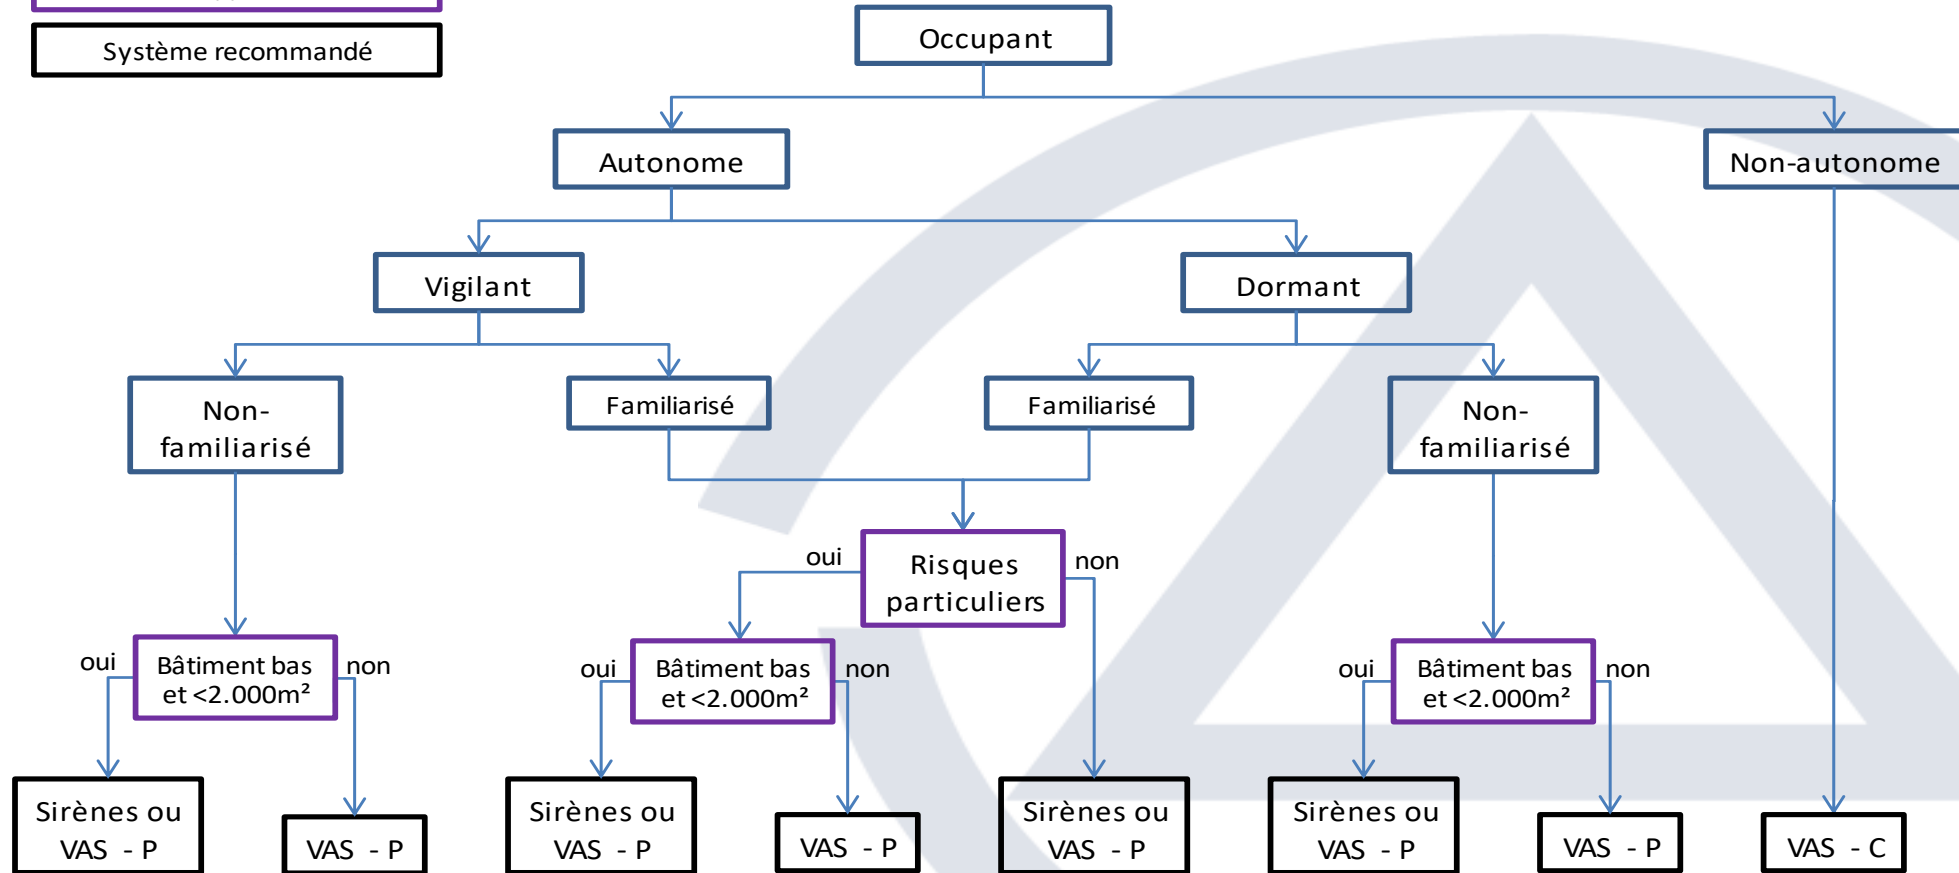 Système recommandé
Occupant
Autonome
Non-autonome
Vigilant
Dormant
Non-
familiarisé
Familiarisé
Familiarisé
Non-
familiarisé
Risques
particuliers
oui
non
Bâtiment bas
et <2.000m²
oui
non
Bâtiment bas
et <2.000m²
oui
non
Bâtiment bas
et <2.000m²
oui
non
Sirènes ou
VAS - P
VAS - P
Sirènes ou
VAS - P
VAS - P
Sirènes ou
VAS - P
Sirènes ou
VAS - P
VAS - P
VAS - C